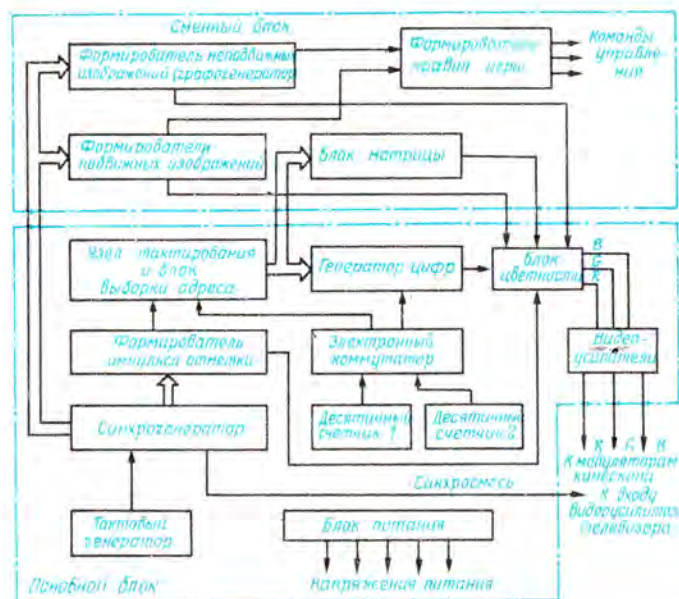 Сменный блок
Формирователь неподвижных
изображений (графогенератор)
Формирователь
правил игры
Команды
управле-
ния
Формирователи
подвижных изображений
Блок матрицы
Узел тактирования
и блок
выборки адреса
Генератор цифр
Блок
цветности
B
G
R
Формирователь
импульса отметки
Электронный
коммутатор
Видео-
усилители
Синхрогенератор
Десятичный
счетчик 1
Десятичный
счетчик 2
R G B
К модуляторам
кинескопа
Синхросмесь
К входу
видеоусилителя
телевизора
Тактовый
генератор
Блок питания
Основной блок
Напряжения питания